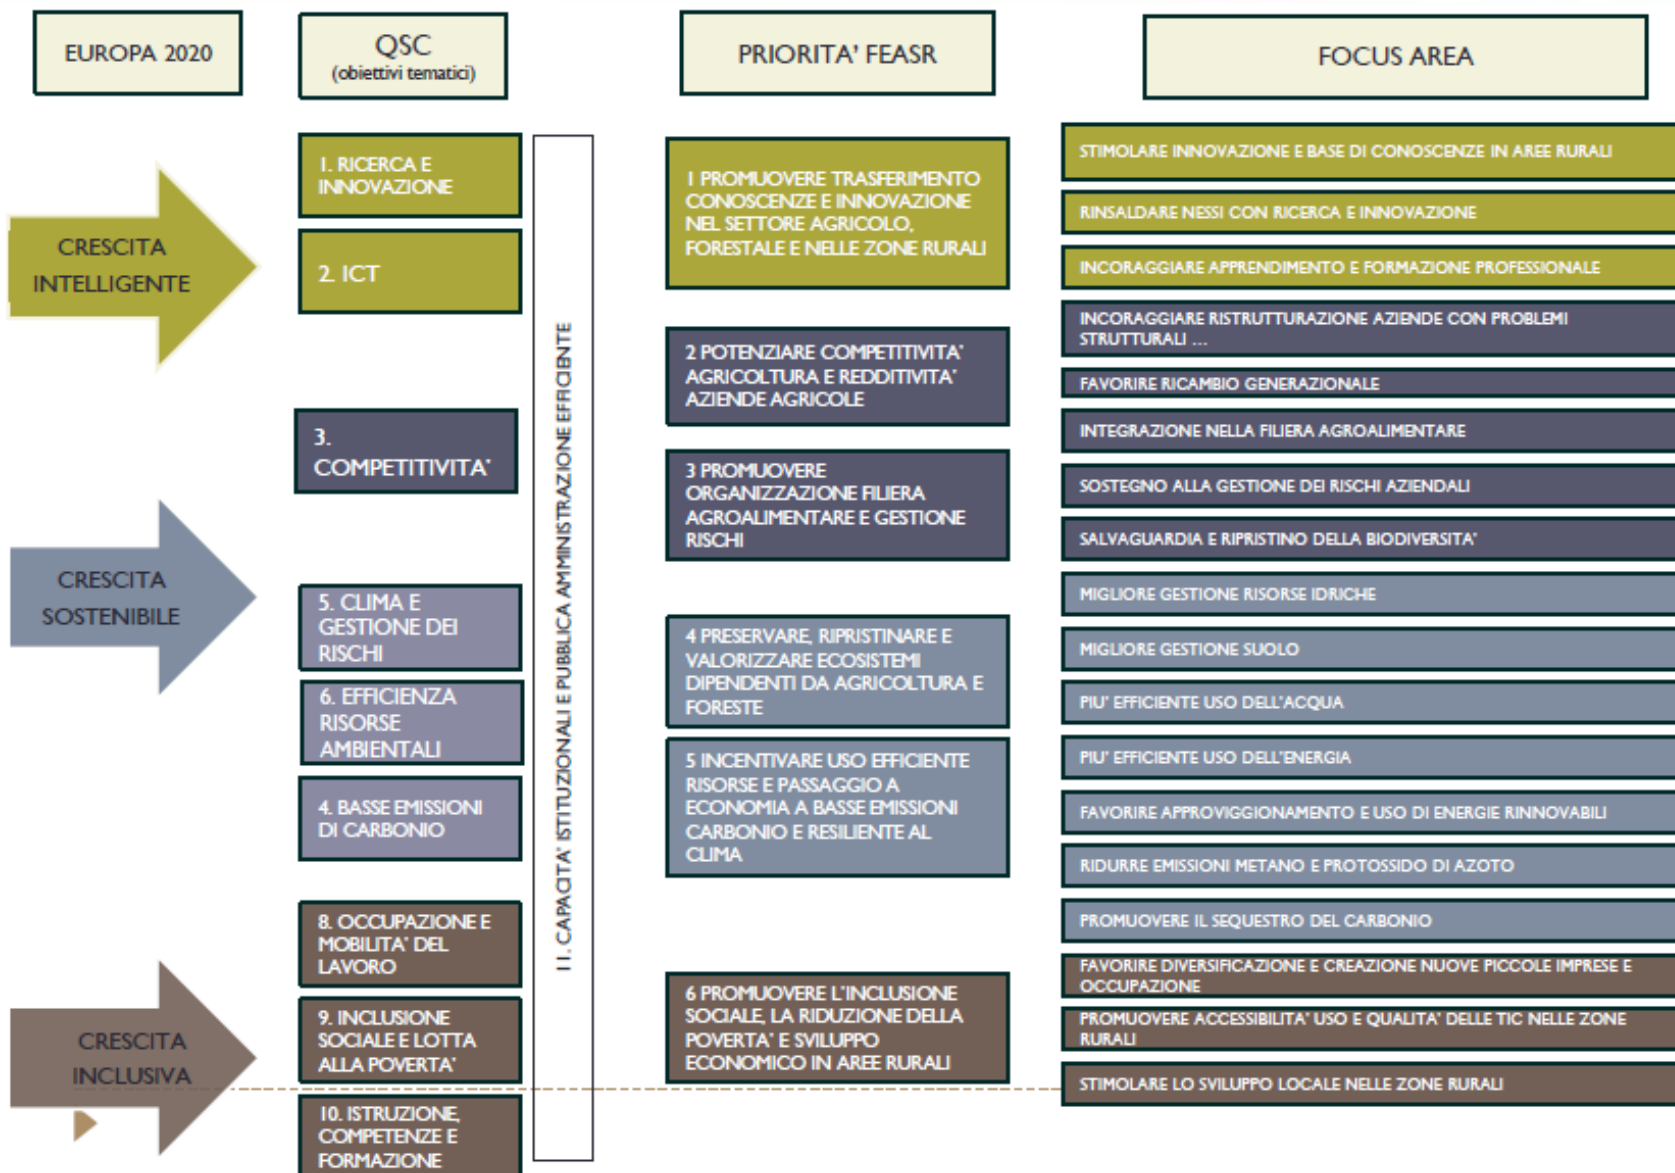 EUROPA 2020
QSC
(obiettivi tematici)
PRIORITA' FEASR
FOCUS AREA
CRESCITA
INTELLIGENTE
CRESCITA
SOSTENIBILE
CRESCITA
INCLUSIVA
1. RICERCA E
INNOVAZIONE
2. ICT
3.
COMPETITIVITA'
5. CLIMA E
GESTIONE DEI
RISCHI
6. EFFICIENZA
RISORSE
AMBIENTALI
4. BASSE EMISSIONI
DI CARBONIO
8. OCCUPAZIONE E
MOBILITA' DEL
LAVORO
9. INCLUSIONE
SOCIALE E LOTTA
ALLA POVERTA'
10. ISTRUZIONE,
COMPETENZE E
FORMAZIONE
11. CAPACITA' ISTITUZIONALI E PUBBLICA AMMINISTRAZIONE EFFICIENTE
1 PROMUOVERE TRASFERIMENTO
CONOSCENZE E INNOVAZIONE
NEL SETTORE AGRICOLO,
FORESTALE E NELLE ZONE RURALI
2 POTENZIARE COMPETITIVITA'
AGRICOLTURA E REDDITIVITA'
AZIENDE AGRICOLE
3 PROMUOVERE
ORGANIZZAZIONE FILIERA
AGROALIMENTARE E GESTIONE
RISCHI
4 PRESERVARE, RIPRISTINARE E
VALORIZZARE ECOSISTEMI
DIPENDENTI DA AGRICOLTURA E
FORESTE
5 INCENTIVARE USO EFFICIENTE
RISORSE E PASSAGGIO A
ECONOMIA A BASSE EMISSIONI
CARBONIO E RESILIENTE AL
CLIMA
6 PROMUOVERE L'INCLUSIONE
SOCIALE, LA RIDUZIONE DELLA
POVERTA' E SVILUPPO
ECONOMICO IN AREE RURALI
STIMOLARE INNOVAZIONE E BASE DI CONOSCENZE IN AREE RURALI
RINSALDARE NESSI CON RICERCA E INNOVAZIONE
INCORAGGIARE APPRENDIMENTO E FORMAZIONE PROFESSIONALE
INCORAGGIARE RISTRUTTURAZIONE AZIENDE CON PROBLEMI
STRUTTURALI ...
FAVORIRE RICAMBIO GENERAZIONALE
INTEGRAZIONE NELLA FILIERA AGROALIMENTARE
SOSTEGNO ALLA GESTIONE DEI RISCHI AZIENDALI
SALVAGUARDIA E RIPRISTINO DELLA BIODIVERSITA'
MIGLIORE GESTIONE RISORSE IDRICHE
MIGLIORE GESTIONE SUOLO
PIU' EFFICIENTE USO DELL'ACQUA
PIU' EFFICIENTE USO DELL'ENERGIA
FAVORIRE APPROVIGGIONAMENTO E USO DI ENERGIE RINNOVABILI
RIDURRE EMISSIONI METANO E PROTOSSIDO DI AZOTO
PROMUOVERE IL SEQUESTRO DEL CARBONIO
FAVORIRE DIVERSIFICAZIONE E CREAZIONE NUOVE PICCOLE IMPRESE E
OCCUPAZIONE
PROMUOVERE ACCESSIBILITA' USO E QUALITA' DELLE TIC NELLE ZONE
RURALI
STIMOLARE LO SVILUPPO LOCALE NELLE ZONE RURALI